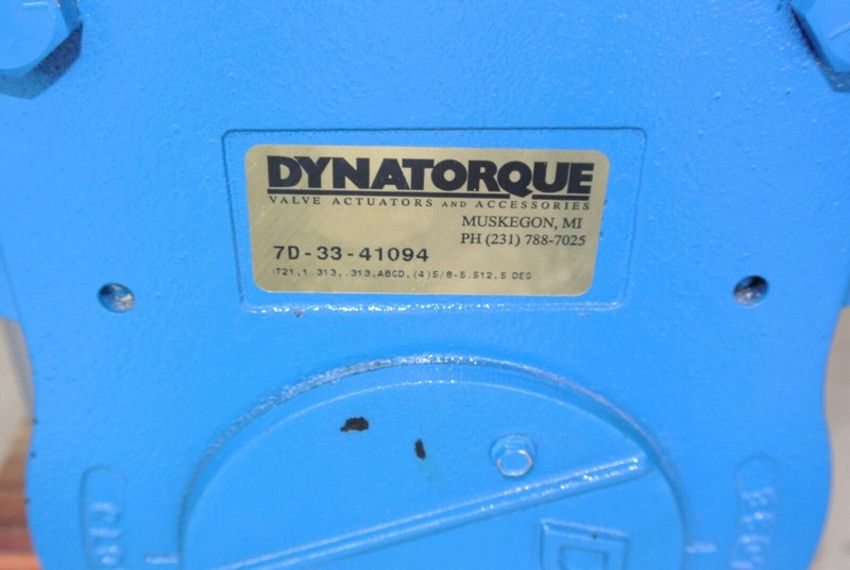 DYNATORQUE
VALVE ACTUATORS AND ACCESSORIES
MUSKEGON, MI
PH (231) 788-7025
7D-33-41094
T21,1.313,.313,ABCD,(4)5/8-5.512,5 DEG